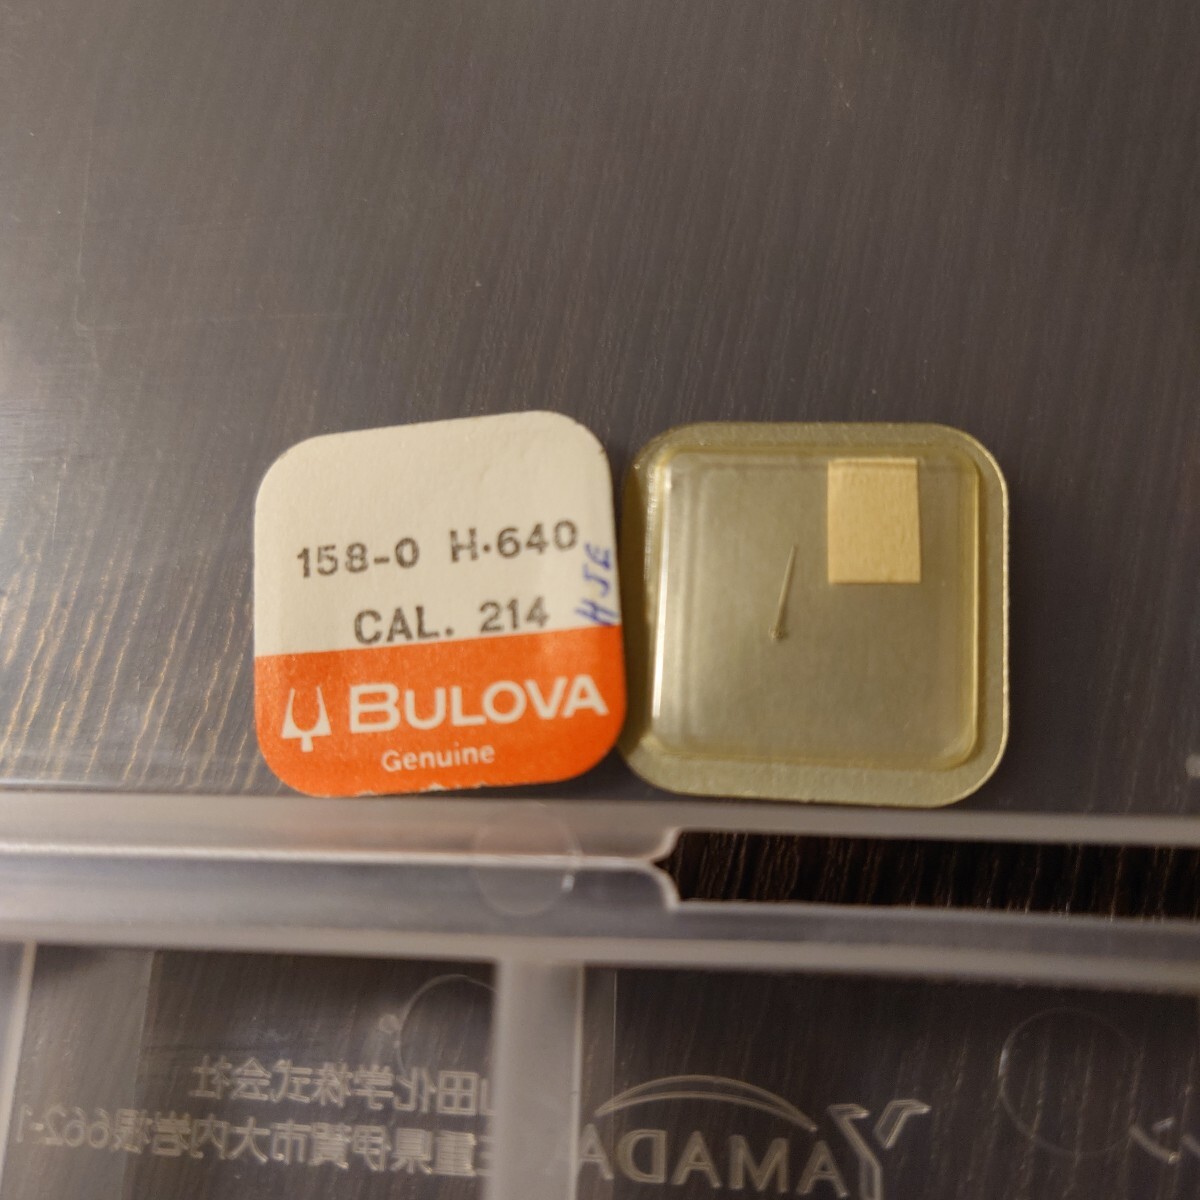 158-0 H·640
CAL. 214
HJE
BULOVA
Genuine
山田化学株式会社
三重県伊賀市大内岩根662-1
YAMADA